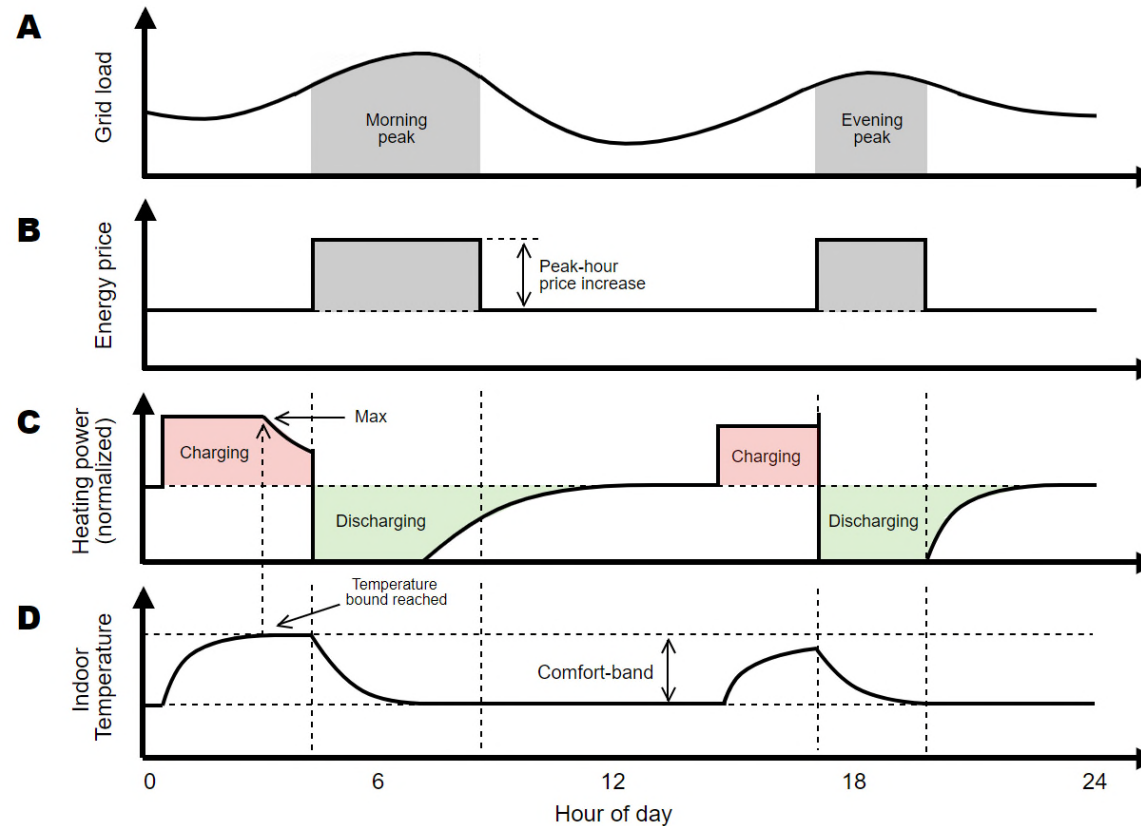 A
Grid load
Morning
peak
Evening
peak
B
Energy price
Peak-hour
price increase
C
Heating power
(normalized)
Charging
Max
Discharging
Charging
Discharging
D
Indoor
Temperature
Temperature
bound reached
Comfort-band
0 6 12 18 24
Hour of day